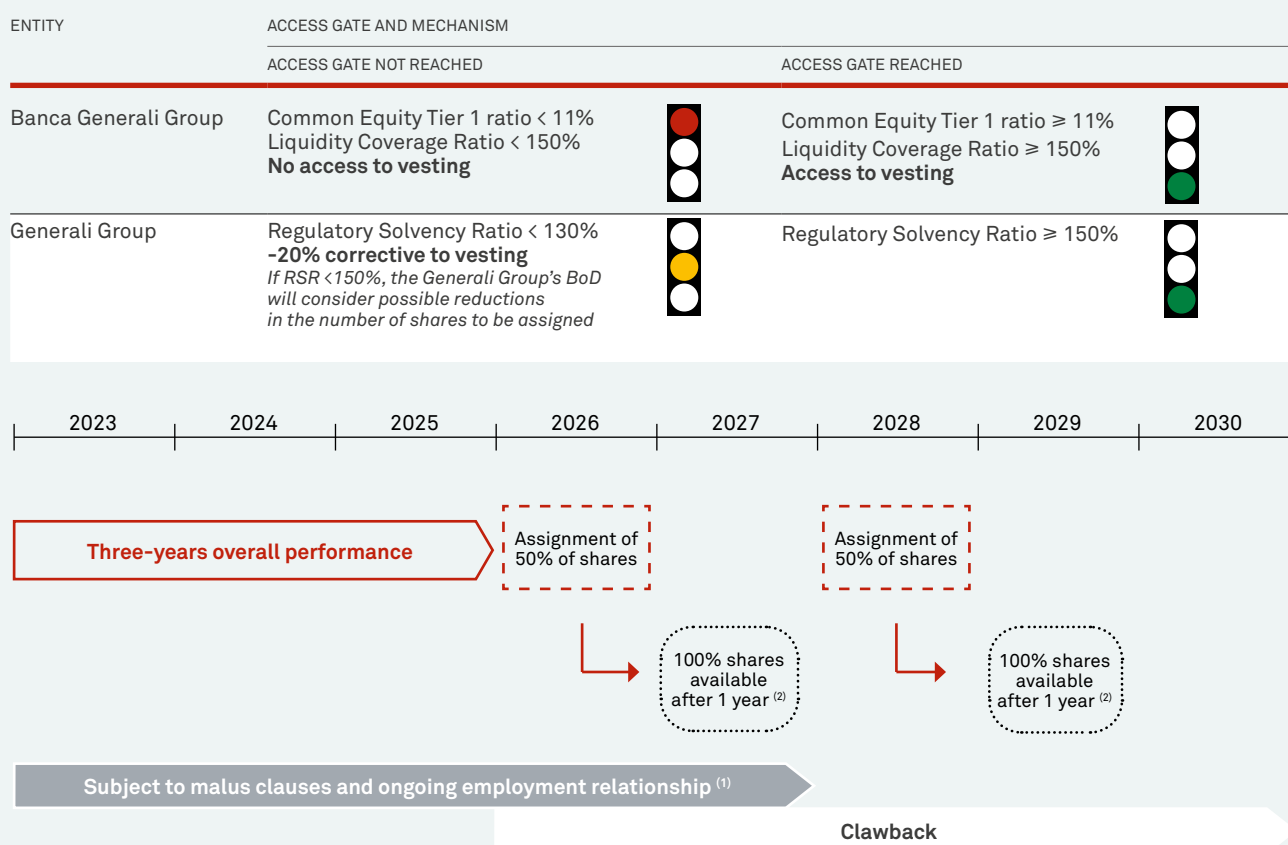 ENTITY
ACCESS GATE AND MECHANISM
ACCESS GATE NOT REACHED
ACCESS GATE REACHED
Banca Generali Group
Common Equity Tier 1 ratio < 11%
Liquidity Coverage Ratio < 150%
No access to vesting
Common Equity Tier 1 ratio ⩾ 11%
Liquidity Coverage Ratio ⩾ 150%
Access to vesting
Generali Group
Regulatory Solvency Ratio < 130%
-20% corrective to vesting
If RSR <150%, the Generali Group's BoD
will consider possible reductions
in the number of shares to be assigned
Regulatory Solvency Ratio ⩾ 150%
2023 2024 2025 2026 2027 2028 2029 2030
Three-years overall performance
Assignment of
50% of shares
Assignment of
50% of shares
100% shares
available
after 1 year (2)
100% shares
available
after 1 year (2)
Subject to malus clauses and ongoing employment relationship (1)
Clawback